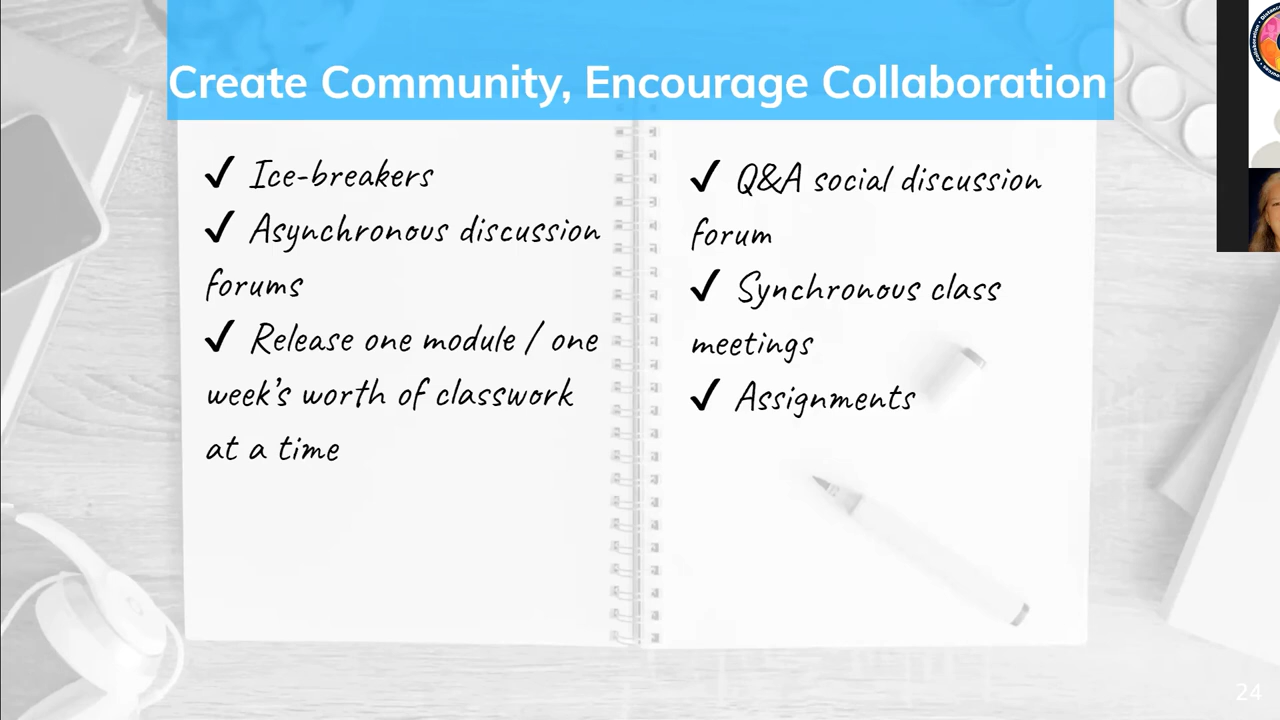 Create Community, Encourage Collaboration
✓ Ice-breakers
✓ Asynchronous discussion
forums
✓ Release one module / one
week's worth of classwork
at a time
✓ Q&A social discussion
forum
✓ Synchronous class
meetings
✓ Assignments
24